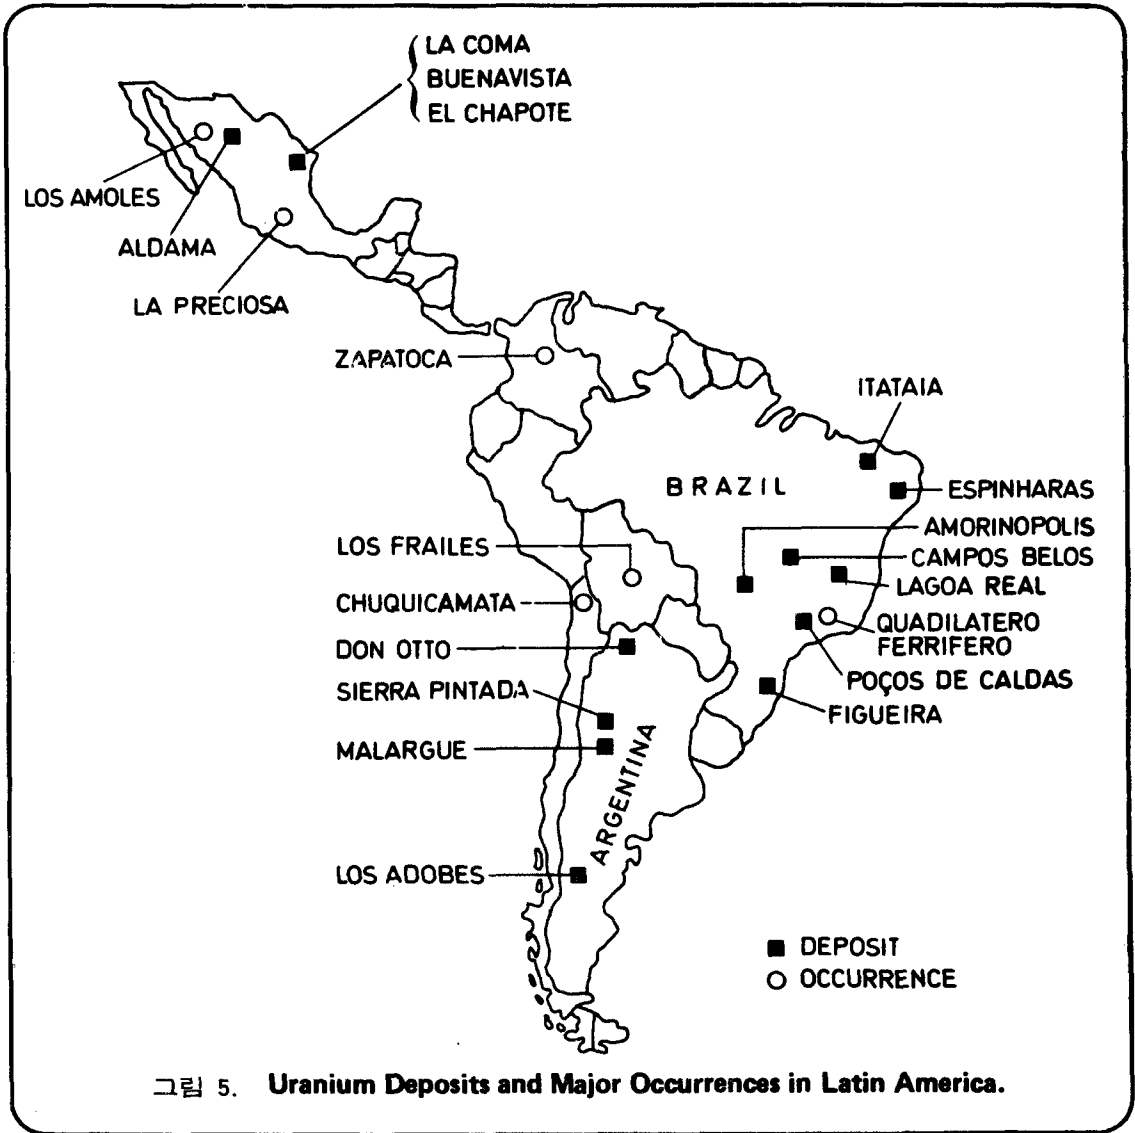 LA COMA
BUENAVISTA
EL CHAPOTE
LOS AMOLES
ALDAMA
LA PRECIOSA
ZAPATOCA
ITATAIA
BRAZIL
ESPINHARAS
AMORINOPOLIS
LOS FRAILES
CAMPOS BELOS
LAGOA REAL
CHUQUICAMATA
QUADILATERO
FERRIFERO
DON OTTO
POÇOS DE CALDAS
SIERRA PINTADA
FIGUEIRA
MALARGUE
ARGENTINA
LOS ADOBES
DEPOSIT
OCCURRENCE
그림 5. Uranium Deposits and Major Occurrences in Latin America.